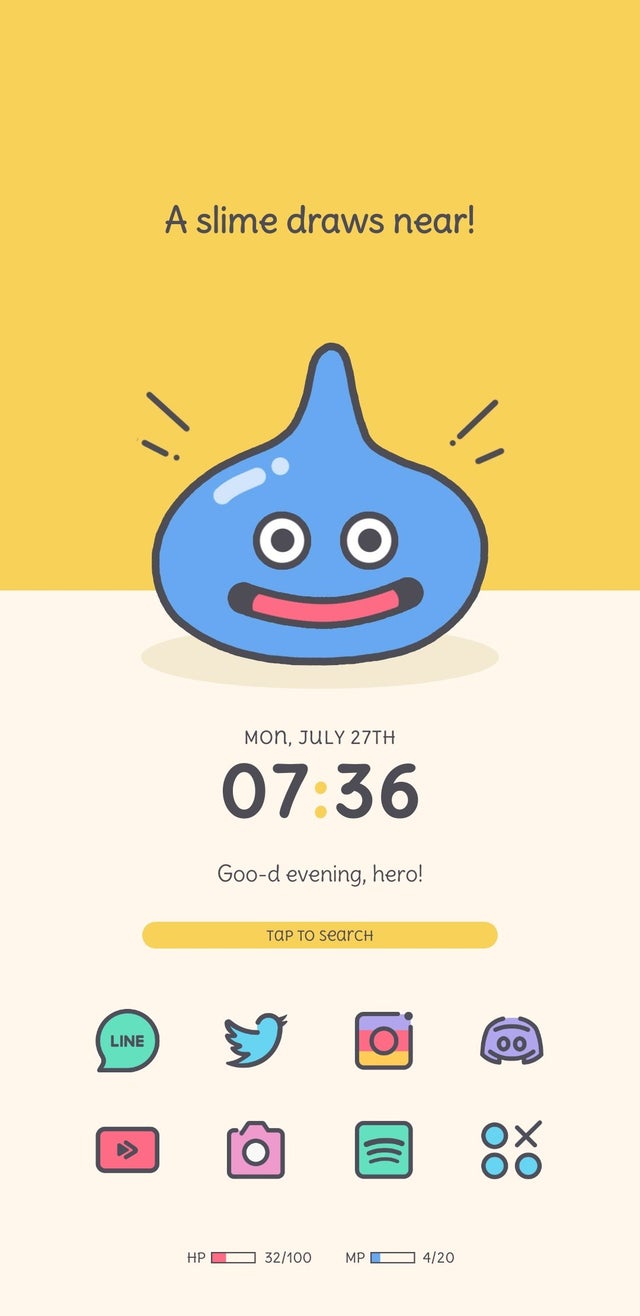 A slime draws near!
MON, JULY 27TH
07:36
Goo-d evening, hero!
TAP TO SEARCH
LINE
HP 32/100 MP 4/20